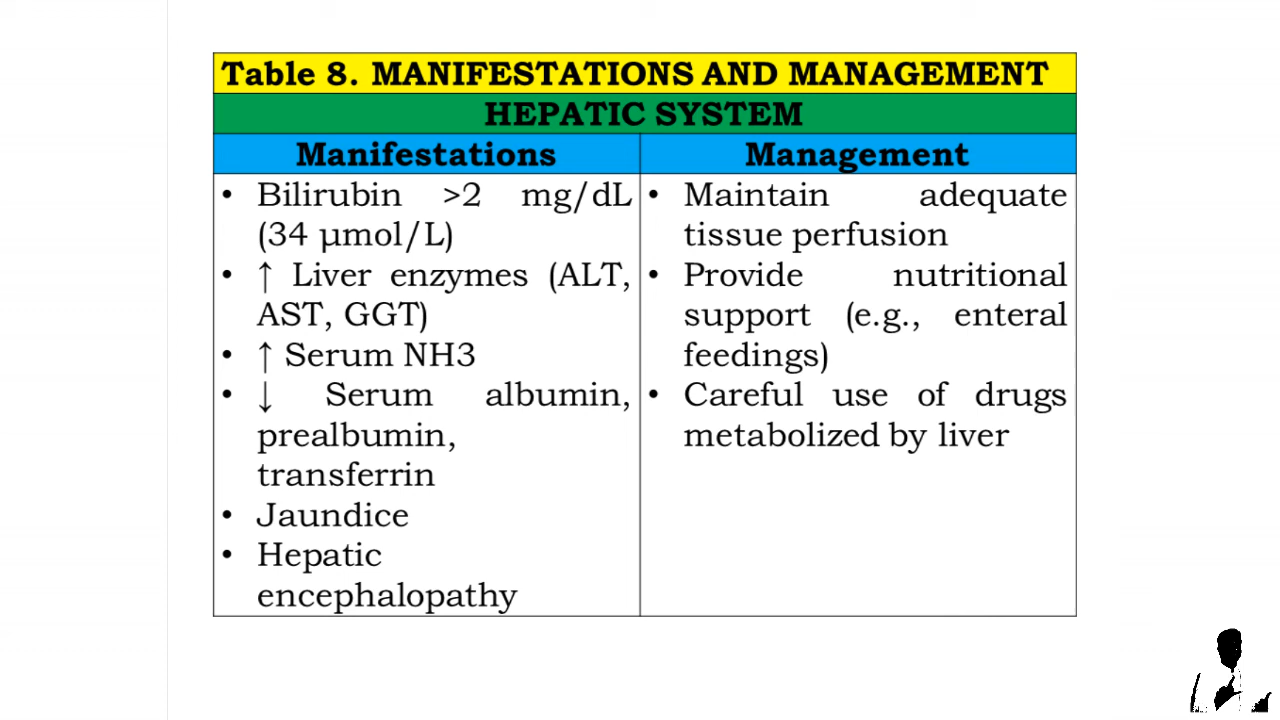 Table 8. MANIFESTATIONS AND MANAGEMENT
HEPATIC SYSTEM
Manifestations
Management
• Bilirubin >2 mg/dL
(34 µmol/L)
• ↑ Liver enzymes (ALT,
AST, GGT)
• ↑ Serum NH3
• ↓ Serum albumin,
prealbumin,
transferrin
• Jaundice
• Hepatic
encephalopathy
• Maintain adequate
tissue perfusion
• Provide nutritional
support (e.g., enteral
feedings)
• Careful use of drugs
metabolized by liver